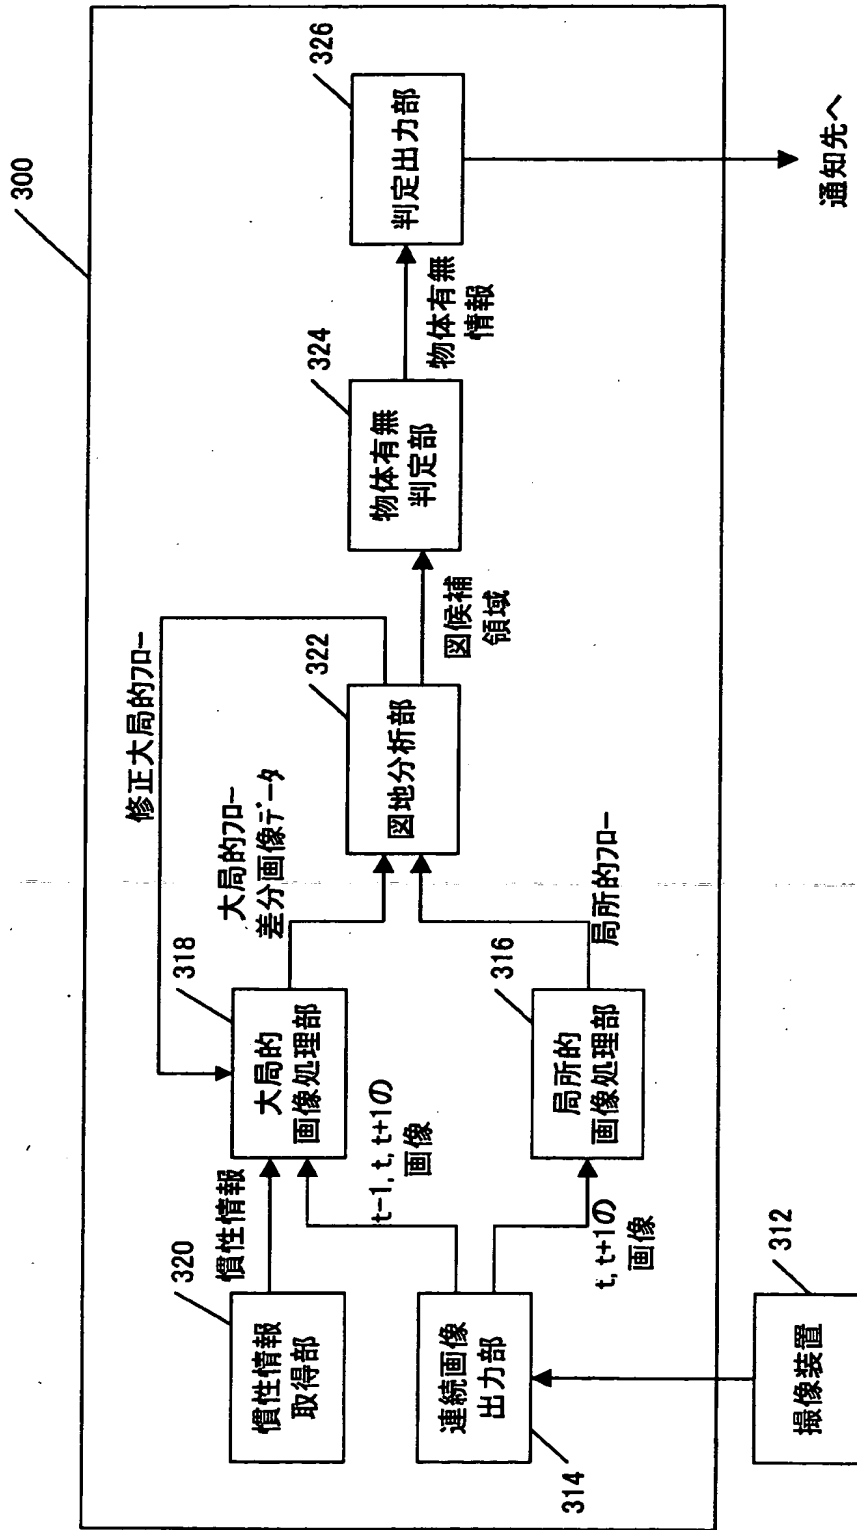 300
320
慣性情報
取得部
慣性情報
318
大局的
画像処理部
修正大局的フロー
大局的フロー
差分画像データ
t-1, t, t+1の
画像
314
連続画像
出力部
t, t+1の
画像
316
局所的
画像処理部
局所的フロー
322
図地分析部
図候補
領域
324
物体有無
判定部
物体有無
情報
326
判定出力部
通知先へ
312
撮像装置